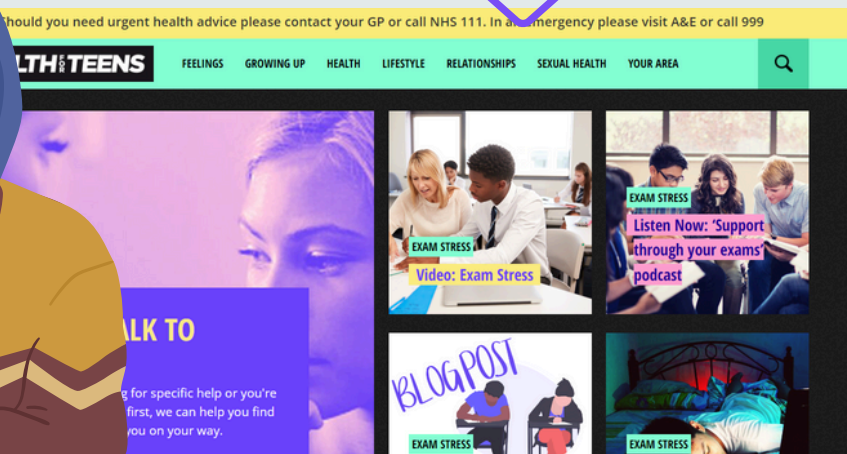 Should you need urgent health advice please contact your GP or call NHS 111. In an emergency please visit A&E or call 999
LTH FOR TEENS
FEELINGS GROWING UP HEALTH LIFESTYLE RELATIONSHIPS SEXUAL HEALTH YOUR AREA
EXAM STRESS
Video: Exam Stress
EXAM STRESS
Listen Now: ‘Support
through your exams’
podcast
ALK TO
g for specific help or you're
first, we can help you find
you on your way.
BLOGPOST
EXAM STRESS
EXAM STRESS